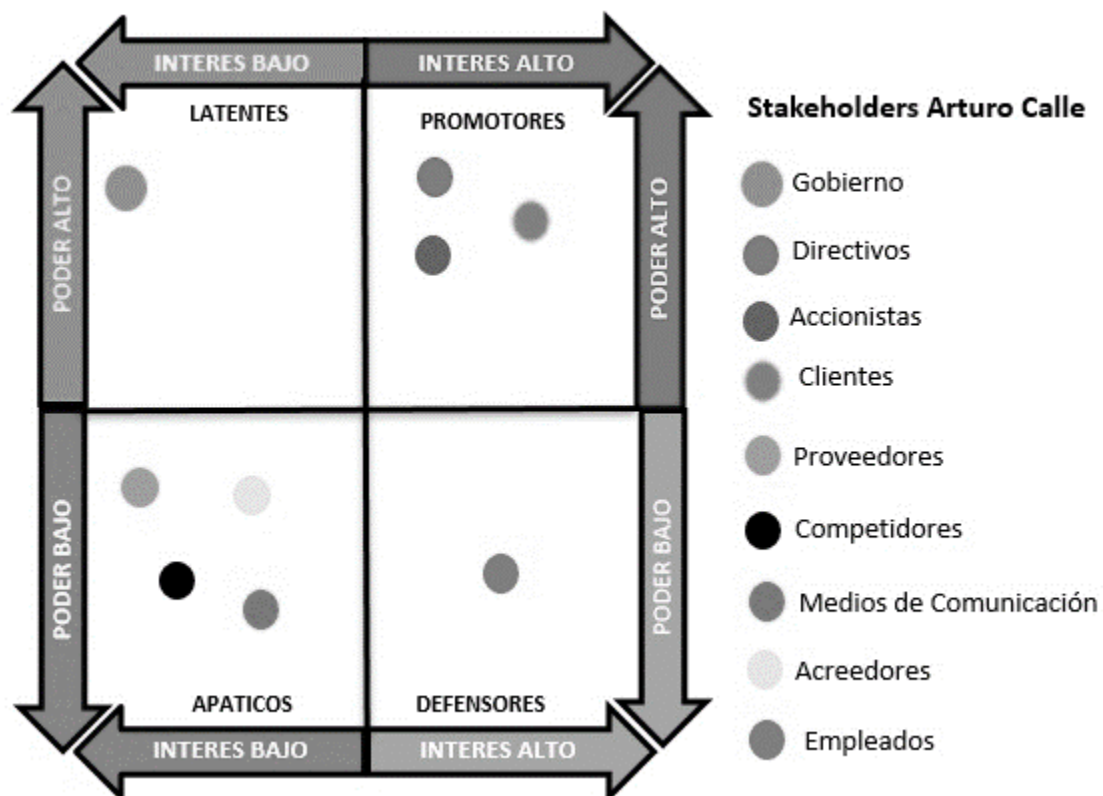 INTERES BAJO
INTERES ALTO
LATENTES
PROMOTORES
PODER ALTO
PODER ALTO
Stakeholders Arturo Calle
Gobierno
Directivos
Accionistas
Clientes
Proveedores
Competidores
Medios de Comunicación
Acreedores
Empleados
PODER BAJO
PODER BAJO
APATICOS
DEFENSORES
INTERES BAJO
INTERES ALTO